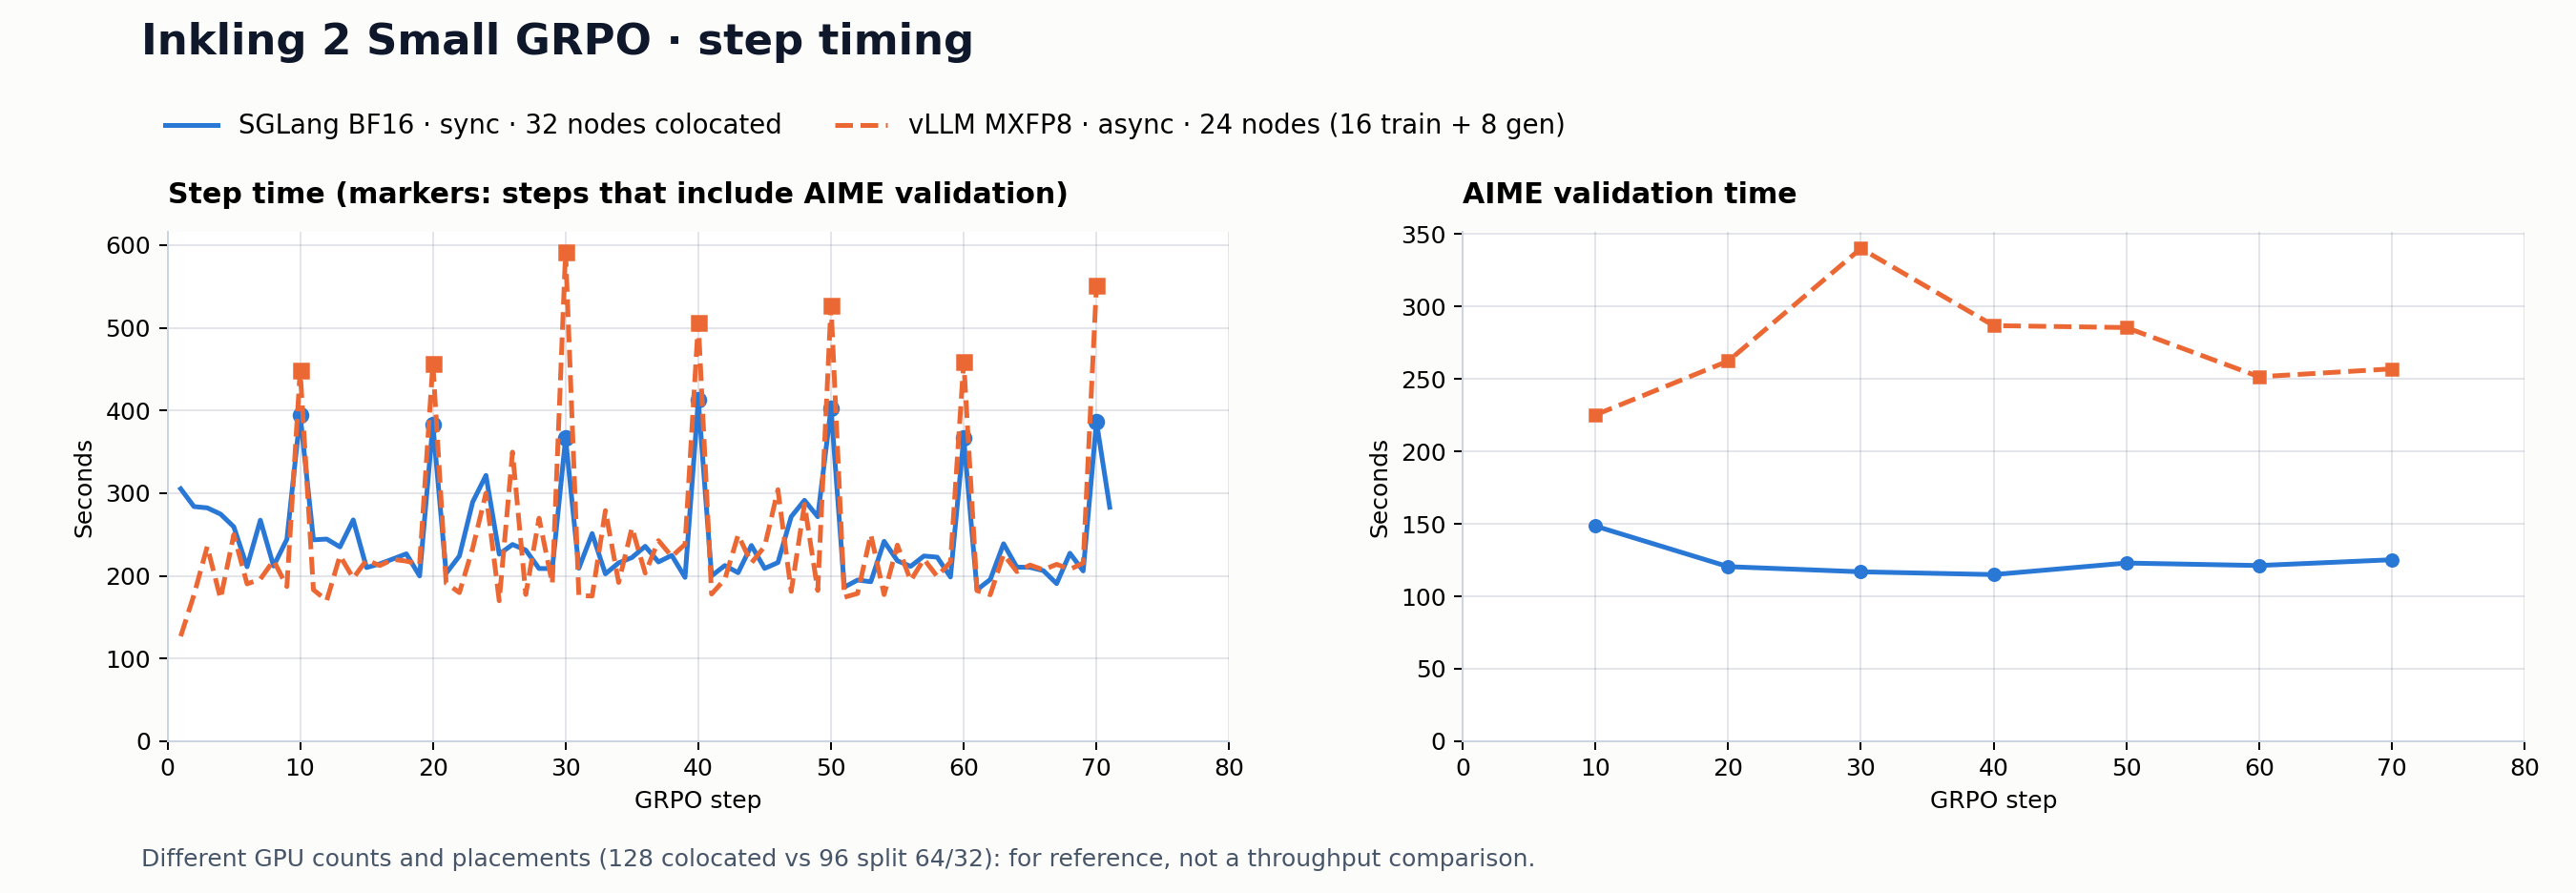 Inkling 2 Small GRPO · step timing
SGLang BF16 · sync · 32 nodes colocated
vLLM MXFP8 · async · 24 nodes (16 train + 8 gen)
Step time (markers: steps that include AIME validation)
600
500
400
300
200
100
0
Seconds
0 10 20 30 40 50 60 70 80
GRPO step
AIME validation time
350
300
250
200
150
100
50
0
Seconds
0 10 20 30 40 50 60 70 80
GRPO step
Different GPU counts and placements (128 colocated vs 96 split 64/32): for reference, not a throughput comparison.